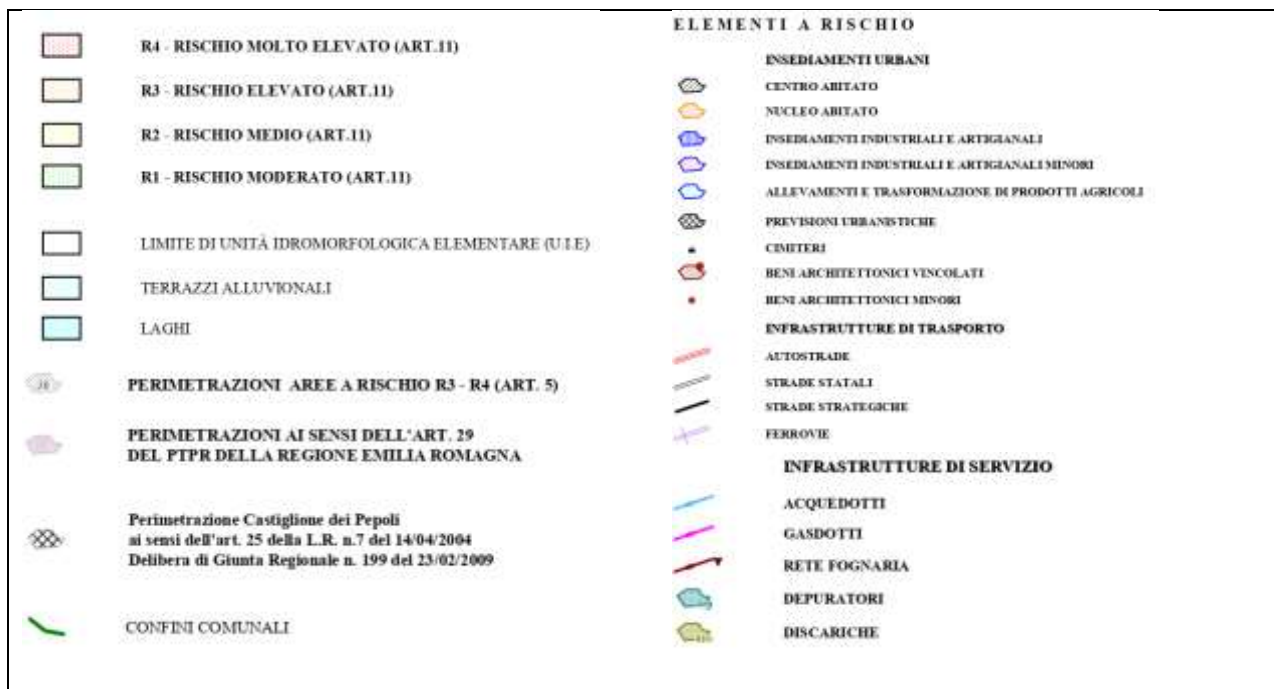 R4 - RISCHIO MOLTO ELEVATO (ART.11)
R3 - RISCHIO ELEVATO (ART.11)
R2 - RISCHIO MEDIO (ART.11)
R1 - RISCHIO MODERATO (ART.11)
LIMITE DI UNITÀ IDROMORFOLOGICA ELEMENTARE (U.I.E)
TERRAZZI ALLUVIONALI
LAGHI
PERIMETRAZIONI AREE A RISCHIO R3 - R4 (ART. 5)
PERIMETRAZIONI AI SENSI DELL'ART. 29
DEL PTPR DELLA REGIONE EMILIA ROMAGNA
Perimetrazione Castiglione dei Pepoli
ai sensi dell'art. 25 della L.R. n.7 del 14/04/2004
Delibera di Giunta Regionale n. 199 del 23/02/2009
CONFINI COMUNALI
ELEMENTI A RISCHIO
INSEDIAMENTI URBANI
CENTRO ABITATO
NUCLEO ABITATO
INSEDIAMENTI INDUSTRIALI E ARTIGIANALI
INSEDIAMENTI INDUSTRIALI E ARTIGIANALI MINORI
ALLEVAMENTI E TRASFORMAZIONE DI PRODOTTI AGRICOLI
PREVISIONI URBANISTICHE
CIMITERI
BENI ARCHITETTONICI VINCOLATI
BENI ARCHITETTONICI MINORI
INFRASTRUTTURE DI TRASPORTO
AUTOSTRADE
STRADE STATALI
STRADE STRATEGICHE
FERROVIE
INFRASTRUTTURE DI SERVIZIO
ACQUEDOTTI
GASDOTTI
RETE FOGNARIA
DEPURATORI
DISCARICHE